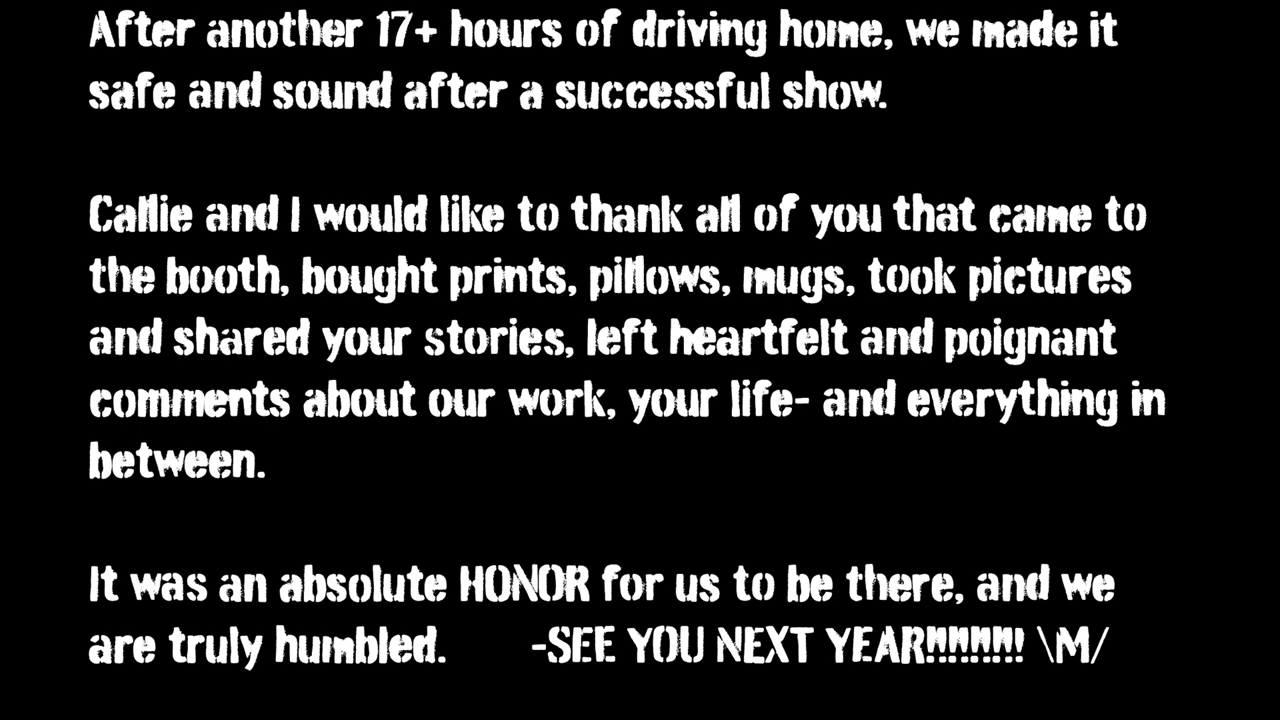 After another 17+ hours of driving home, we made it
safe and sound after a successful show.
Callie and I would like to thank all of you that came to
the booth, bought prints, pillows, mugs, took pictures
and shared your stories, left heartfelt and poignant
comments about our work, your life- and everything in
between.
It was an absolute HONOR for us to be there, and we
are truly humbled. -SEE YOU NEXT YEAR!!!!!!!!! \M/